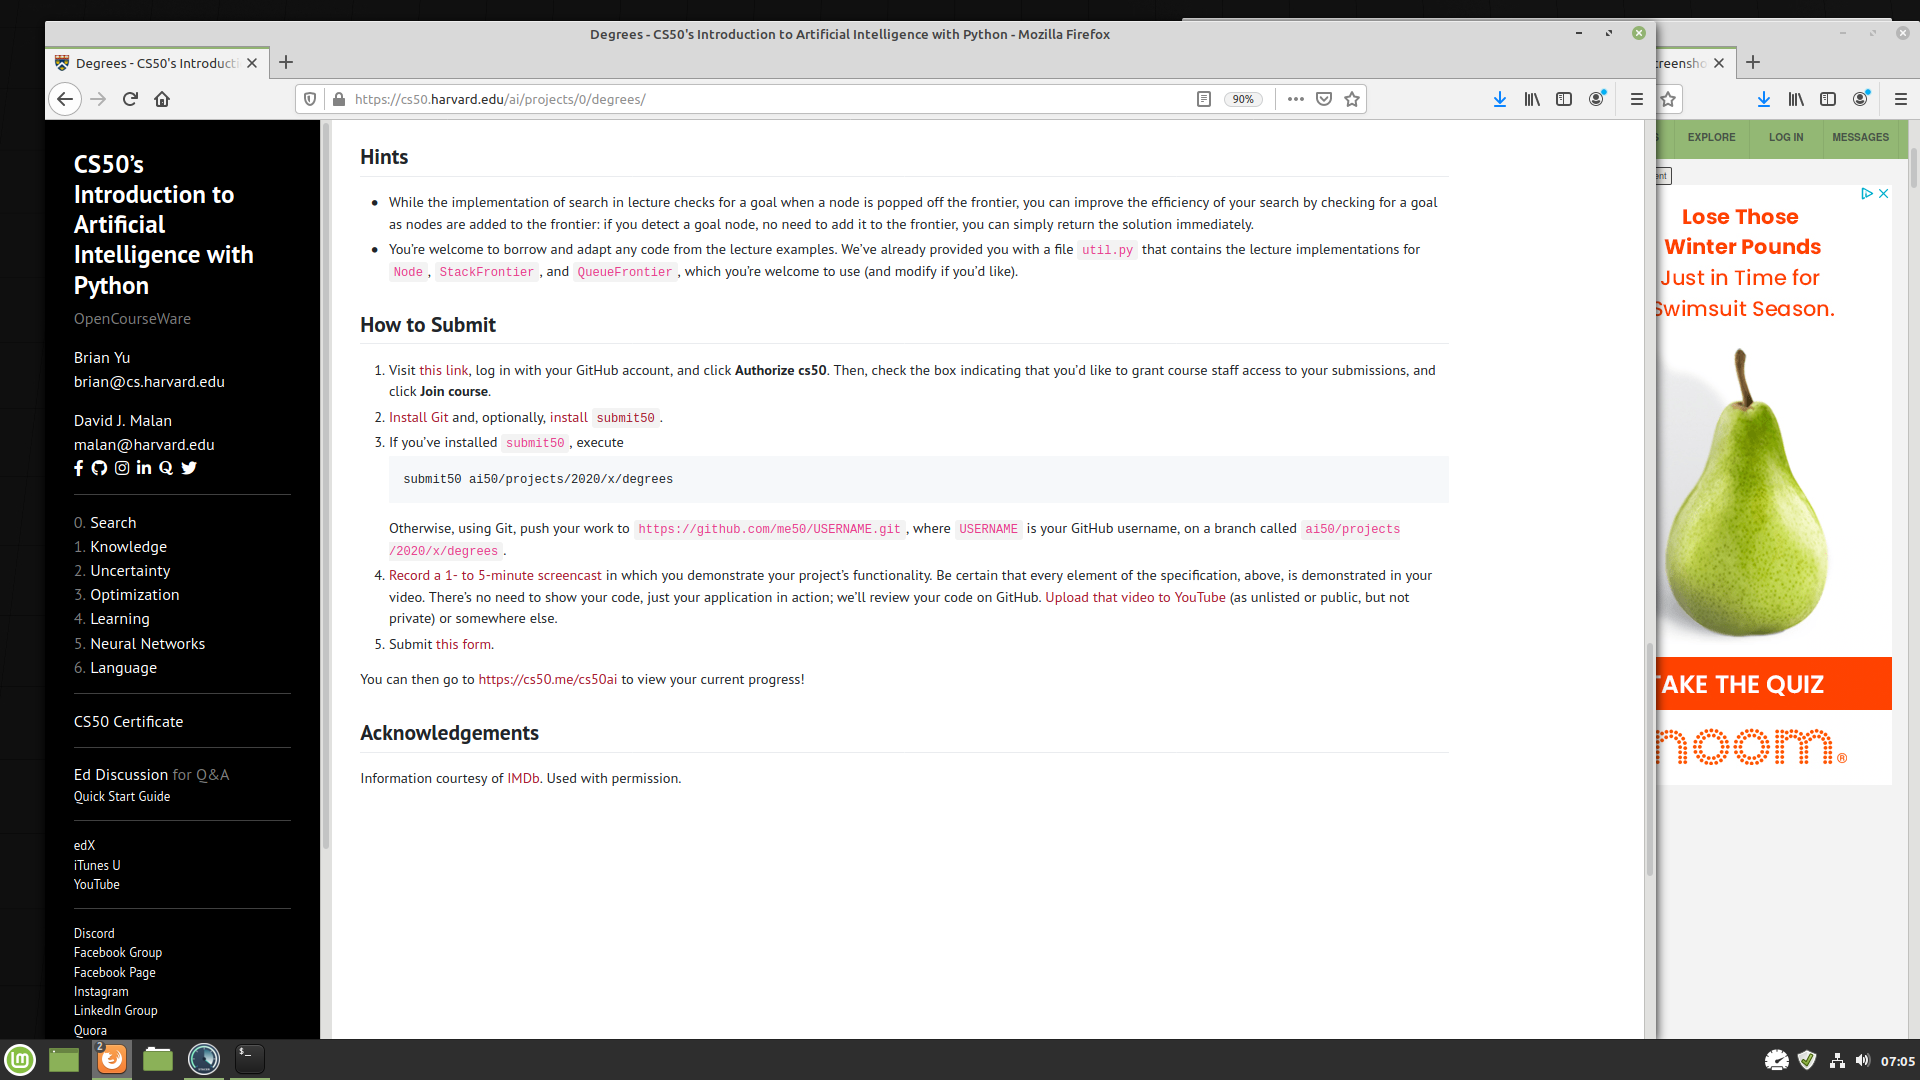 Degrees - CS50's Introduction to Artificial Intelligence with Python - Mozilla Firefox
Degrees - CS50's Introducti
https://cs50.harvard.edu/ai/projects/0/degrees/
90%
CS50's
Introduction to
Artificial
Intelligence with
Python
OpenCourseWare
Brian Yu
brian@cs.harvard.edu
David J. Malan
malan@harvard.edu
0. Search
1. Knowledge
2. Uncertainty
3. Optimization
4. Learning
5. Neural Networks
6. Language
CS50 Certificate
Ed Discussion for Q&A
Quick Start Guide
edX
iTunes U
YouTube
Discord
Facebook Group
Facebook Page
Instagram
LinkedIn Group
Quora
Hints
• While the implementation of search in lecture checks for a goal when a node is popped off the frontier, you can improve the efficiency of your search by checking for a goal
as nodes are added to the frontier: if you detect a goal node, no need to add it to the frontier, you can simply return the solution immediately.
• You're welcome to borrow and adapt any code from the lecture examples. We've already provided you with a file util.py that contains the lecture implementations for
Node, StackFrontier, and QueueFrontier, which you're welcome to use (and modify if you'd like).
How to Submit
1. Visit this link, log in with your GitHub account, and click Authorize cs50. Then, check the box indicating that you'd like to grant course staff access to your submissions, and
click Join course.
2. Install Git and, optionally, install submit50.
3. If you've installed submit50, execute
submit50 ai50/projects/2020/x/degrees
Otherwise, using Git, push your work to https://github.com/me50/USERNAME.git, where USERNAME is your GitHub username, on a branch called ai50/projects
/2020/x/degrees.
4. Record a 1- to 5-minute screencast in which you demonstrate your project's functionality. Be certain that every element of the specification, above, is demonstrated in your
video. There's no need to show your code, just your application in action; we'll review your code on GitHub. Upload that video to YouTube (as unlisted or public, but not
private) or somewhere else.
5. Submit this form.
You can then go to https://cs50.me/cs50ai to view your current progress!
Acknowledgements
Information courtesy of IMDb. Used with permission.
creensho
EXPLORE
LOG IN
MESSAGES
ent
Lose Those
Winter Pounds
Just in Time for
Swimsuit Season.
TAKE THE QUIZ
noom®
2
$_
07:05